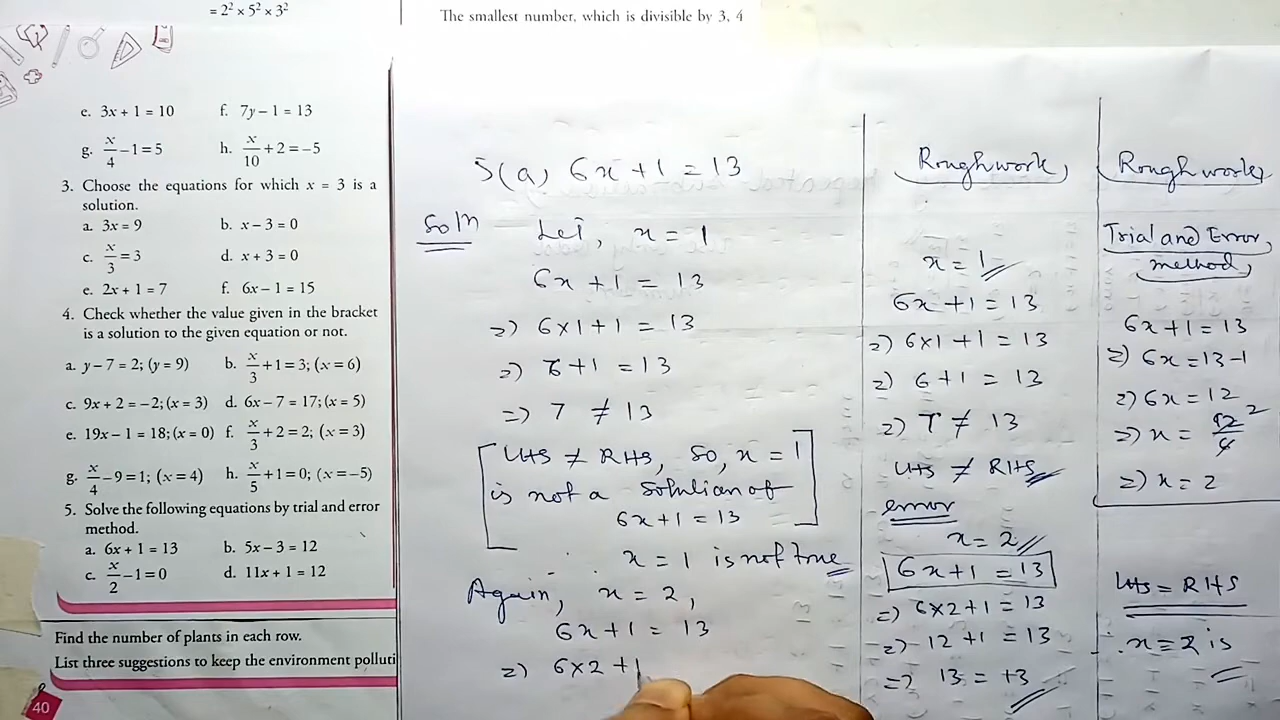 = 2² × 5² × 3²
The smallest number, which is divisible by 3, 4
e. 3x + 1 = 10 f. 7y – 1 = 13
g. x/4 – 1 = 5 h. x/10 + 2 = –5
3. Choose the equations for which x = 3 is a
solution.
a. 3x = 9 b. x – 3 = 0
c. x/3 = 3 d. x + 3 = 0
e. 2x + 1 = 7 f. 6x – 1 = 15
4. Check whether the value given in the bracket
is a solution to the given equation or not.
a. y – 7 = 2; (y = 9) b. x/3 + 1 = 3; (x = 6)
c. 9x + 2 = –2; (x = 3) d. 6x – 7 = 17; (x = 5)
e. 19x – 1 = 18; (x = 0) f. x/3 + 2 = 2; (x = 3)
g. x/4 – 9 = 1; (x = 4) h. x/5 + 1 = 0; (x = –5)
5. Solve the following equations by trial and error
method.
a. 6x + 1 = 13 b. 5x – 3 = 12
c. x/2 – 1 = 0 d. 11x + 1 = 12
Find the number of plants in each row.
List three suggestions to keep the environment polluti
40
5(a) 6x + 1 = 13
Soln Let, x = 1
6x + 1 = 13
=) 6×1 + 1 = 13
=) 6 + 1 = 13
=) 7 ≠ 13
LHS ≠ RHS, So, x = 1
is not a Solution of
6x + 1 = 13
∴ x = 1 is not true
Again, x = 2,
6x + 1 = 13
=) 6×2 + 1
Rough work,
x = 1
6x + 1 = 13
=) 6×1 + 1 = 13
=) 6 + 1 = 13
=) 7 ≠ 13
LHS ≠ RHS
error
x = 2
6x + 1 = 13
=) 6×2 + 1 = 13
=) 12 + 1 = 13
=) 13 = 13
Rough works
Trial and Error,
method,
6x + 1 = 13
=) 6x = 13 - 1
=) 6x = 12
=) x = 12/6 2
=) x = 2
LHS = RHS
∴ x = 2 is